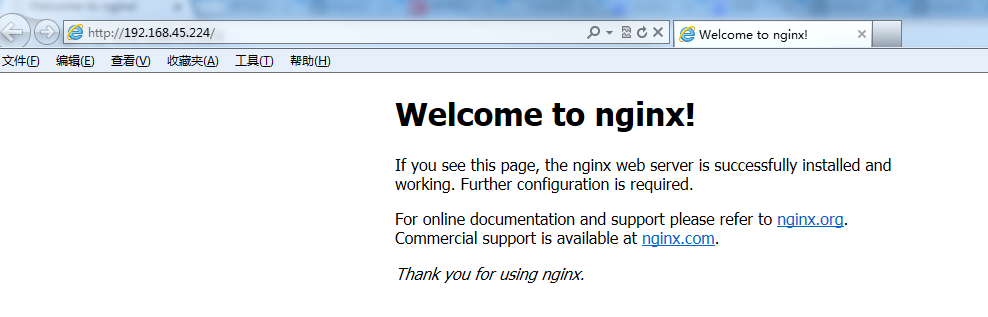 http://192.168.45.224/
Welcome to nginx!
文件(F) 编辑(E) 查看(V) 收藏夹(A) 工具(T) 帮助(H)
Welcome to nginx!
If you see this page, the nginx web server is successfully installed and
working. Further configuration is required.
For online documentation and support please refer to nginx.org.
Commercial support is available at nginx.com.
Thank you for using nginx.